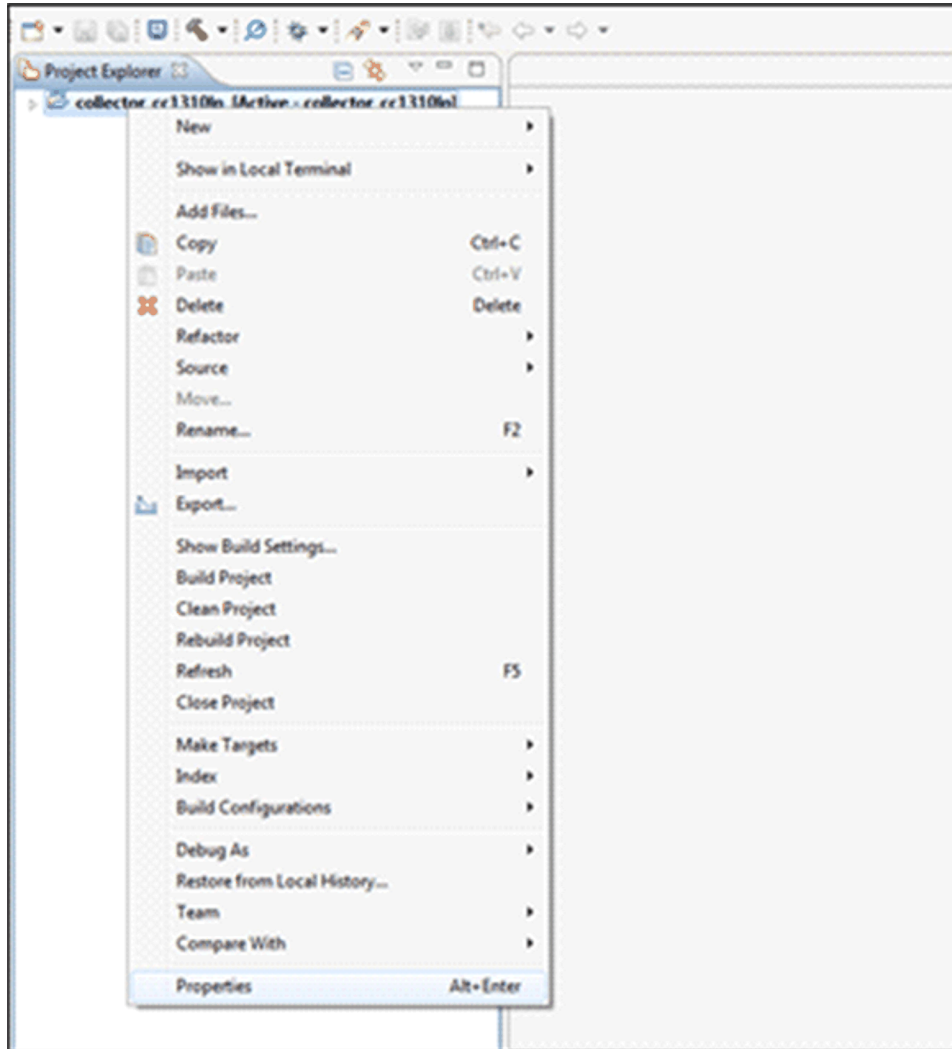 Project Explorer
collector_cc1310lp [Active - collector_cc1310lp]
New
Show in Local Terminal
Add Files...
Copy Ctrl+C
Paste Ctrl+V
Delete Delete
Refactor
Source
Move...
Rename... F2
Import
Export...
Show Build Settings...
Build Project
Clean Project
Rebuild Project
Refresh F5
Close Project
Make Targets
Index
Build Configurations
Debug As
Restore from Local History...
Team
Compare With
Properties Alt+Enter